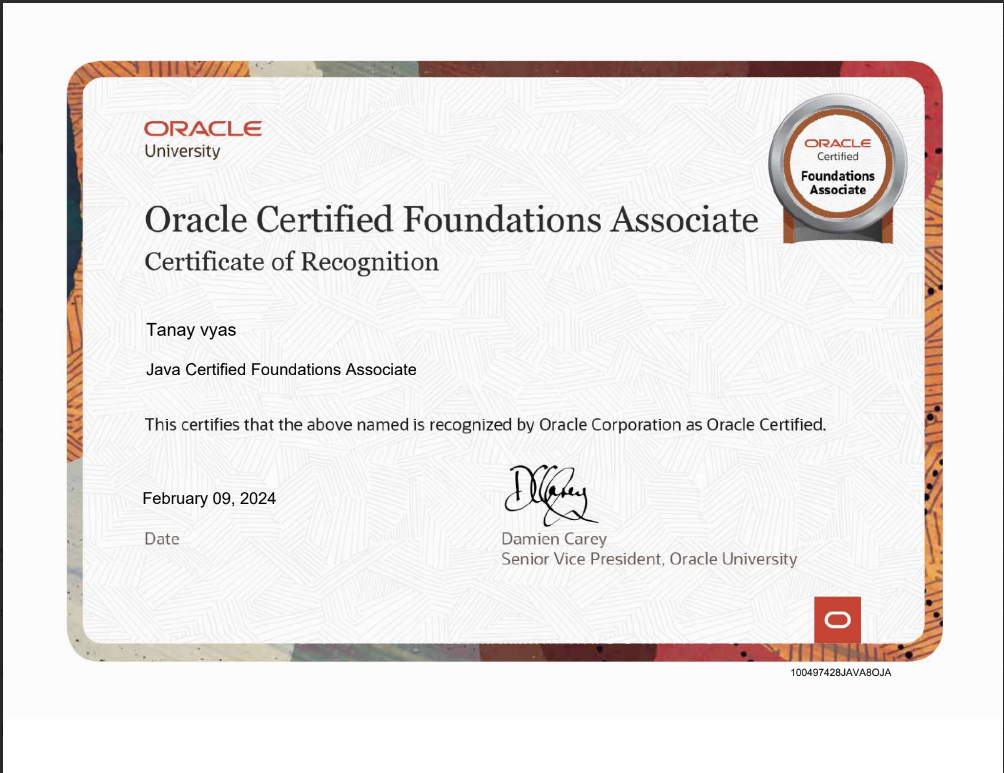 ORACLE
University
ORACLE
Certified
Foundations
Associate
Oracle Certified Foundations Associate
Certificate of Recognition
Tanay vyas
Java Certified Foundations Associate
This certifies that the above named is recognized by Oracle Corporation as Oracle Certified.
February 09, 2024
DCarey
Date
Damien Carey
Senior Vice President, Oracle University
100497428JAVA8OJA